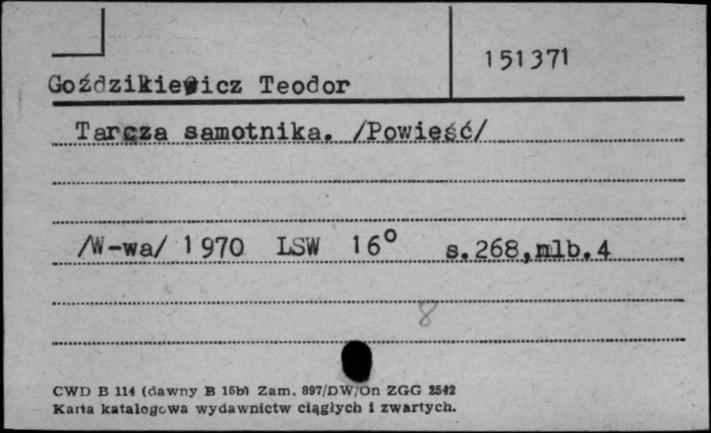 151371
Goździkiewicz Teodor
Tarcza samotnika. /Powieść/
/W-wa/ 1970 LSW 16° s.268,nlb.4
8
CWD B 114 (dawny B 15b) Zam. 897/DW/On ZGG 2542
Karta katalogowa wydawnictw ciągłych i zwartych.